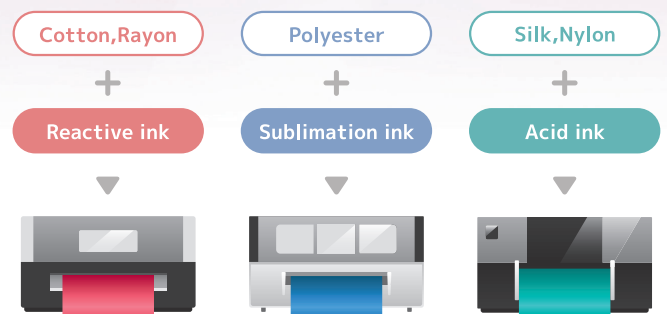 Cotton,Rayon
Polyester
Silk,Nylon
+
+
+
Reactive ink
Sublimation ink
Acid ink